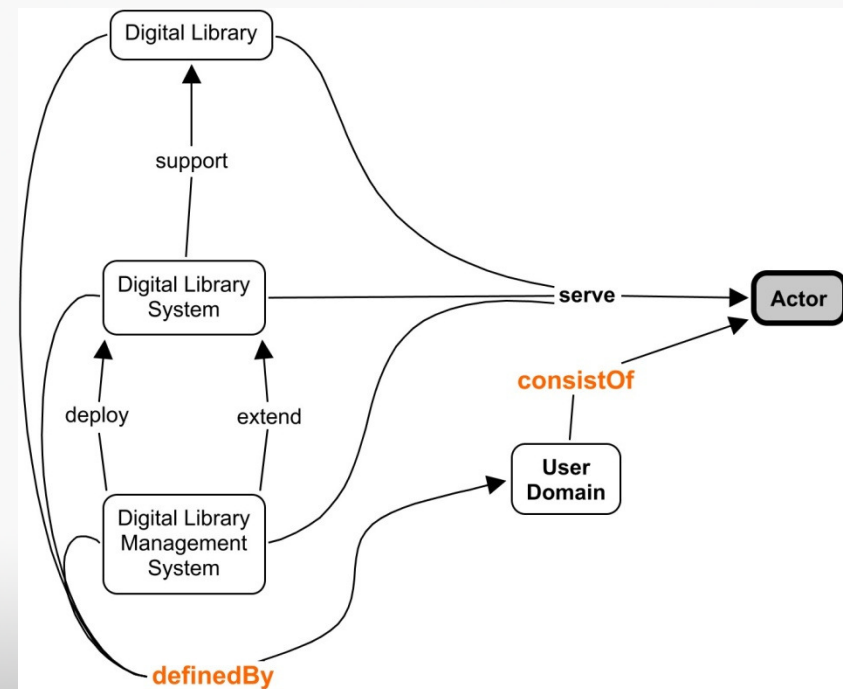 Digital Library
support
Digital Library
System
serve
Actor
consistOf
deploy
extend
User
Domain
Digital Library
Management
System
definedBy